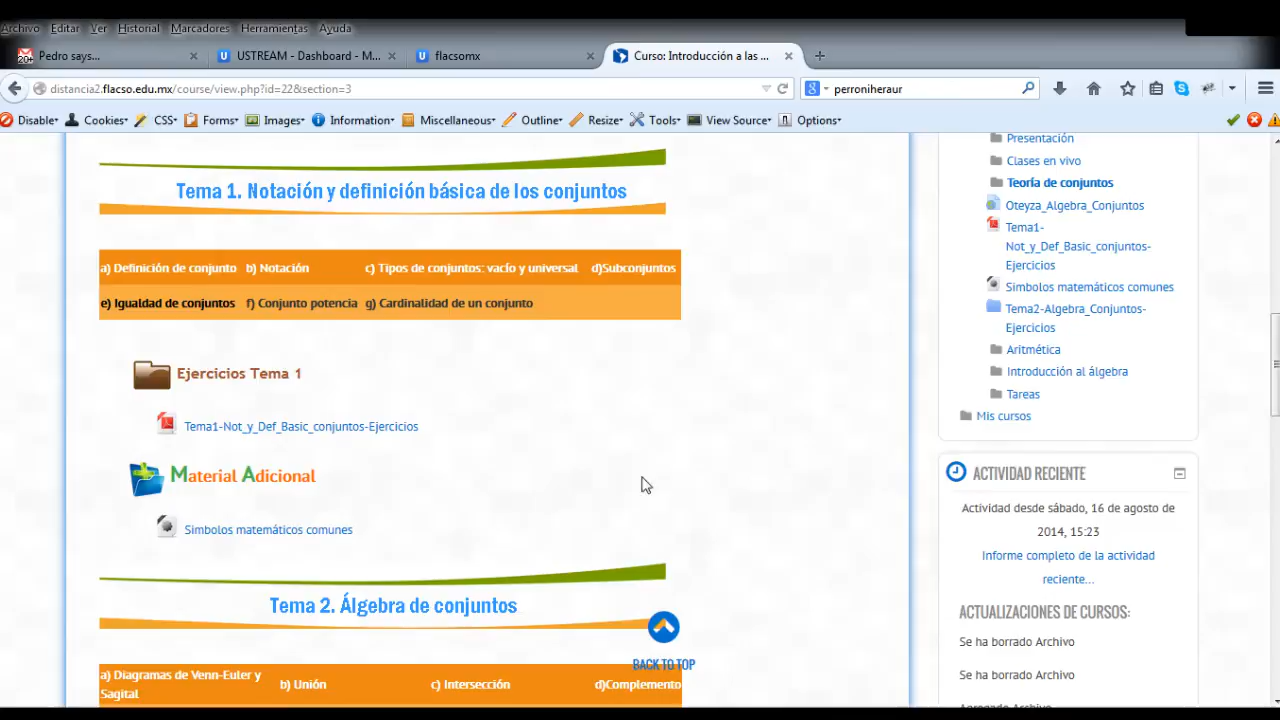 Archivo Editar Ver Historial Marcadores Herramientas Ayuda
20+ Pedro says... USTREAM - Dashboard - M... flacsomx Curso: Introducción a las ...
distancia2.flacso.edu.mx/course/view.php?id=22&section=3 perroniheraur
Disable Cookies CSS Forms Images Information Miscellaneous Outline Resize Tools View Source Options
Tema 1. Notación y definición básica de los conjuntos
a) Definición de conjunto b) Notación c) Tipos de conjuntos: vacío y universal d)Subconjuntos
e) Igualdad de conjuntos f) Conjunto potencia g) Cardinalidad de un conjunto
Ejercicios Tema 1
Tema1-Not_y_Def_Basic_conjuntos-Ejercicios
Material Adicional
Simbolos matemáticos comunes
Tema 2. Álgebra de conjuntos
BACK TO TOP
a) Diagramas de Venn-Euler y
Sagital
b) Unión c) Intersección d)Complemento
Presentación
Clases en vivo
Teoría de conjuntos
Oteyza_Algebra_Conjuntos
Tema1-
Not_y_Def_Basic_conjuntos-
Ejercicios
Simbolos matemáticos comunes
Tema2-Algebra_Conjuntos-
Ejercicios
Aritmética
Introducción al álgebra
Tareas
Mis cursos
ACTIVIDAD RECIENTE
Actividad desde sábado, 16 de agosto de
2014, 15:23
Informe completo de la actividad
reciente...
ACTUALIZACIONES DE CURSOS:
Se ha borrado Archivo
Se ha borrado Archivo
Agregado Archivo